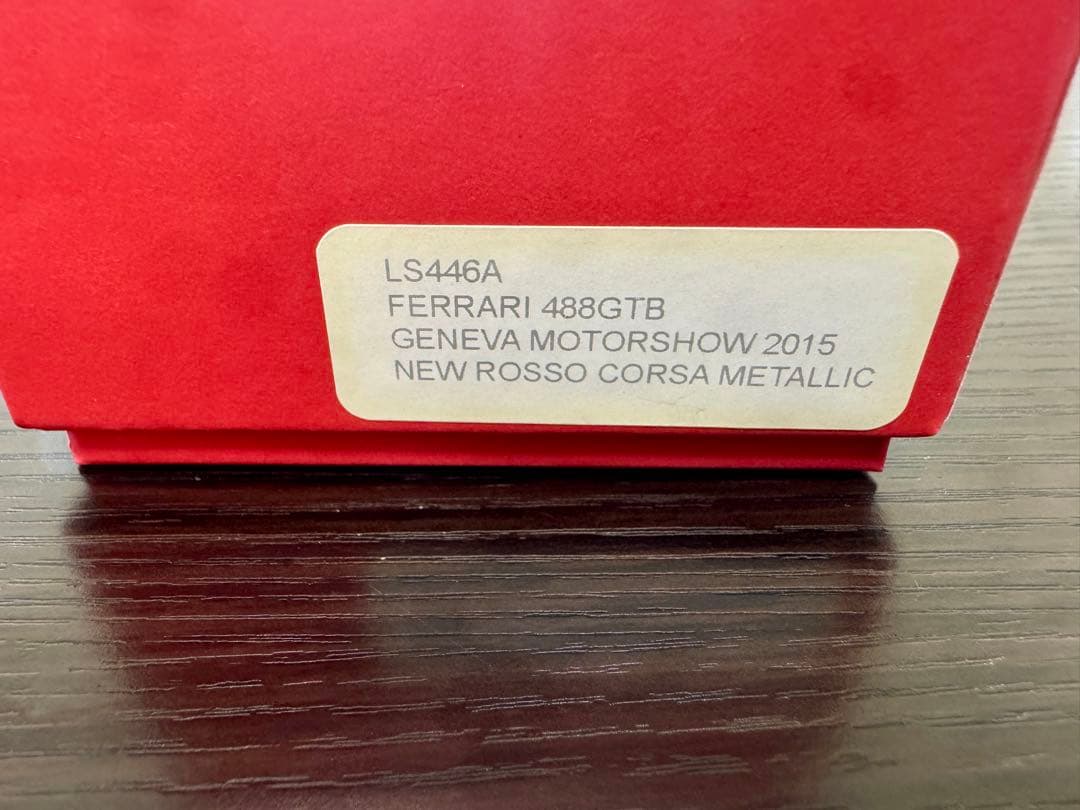 LS446A
FERRARI 488GTB
GENEVA MOTORSHOW 2015
NEW ROSSO CORSA METALLIC